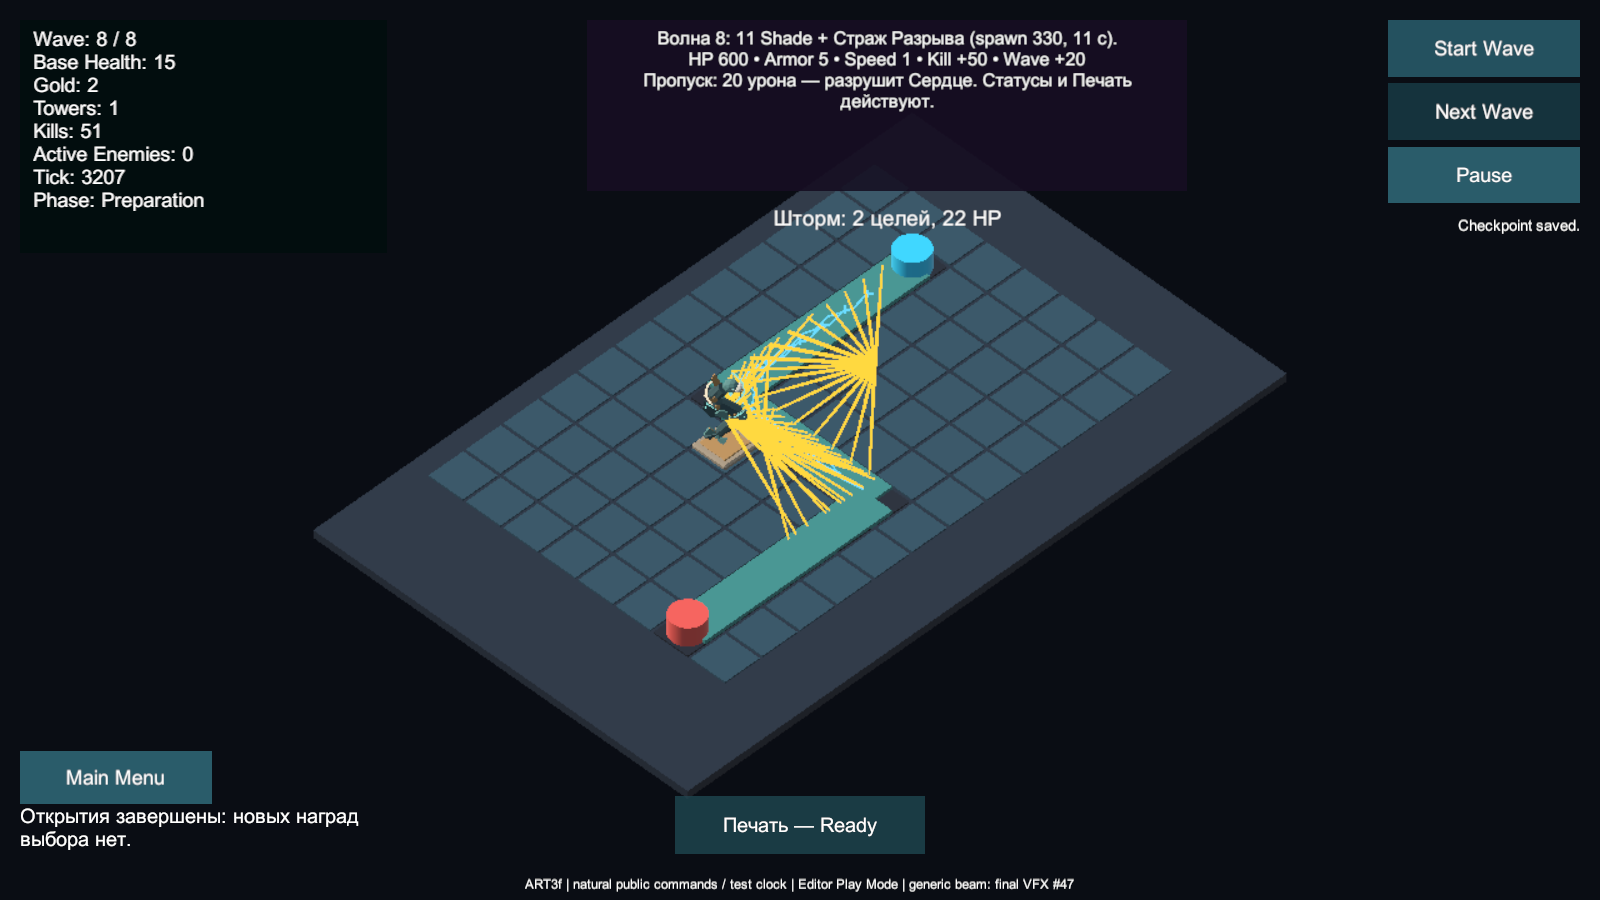 Wave: 8 / 8
Base Health: 15
Gold: 2
Towers: 1
Kills: 51
Active Enemies: 0
Tick: 3207
Phase: Preparation
Волна 8: 11 Shade + Страж Разрыва (spawn 330, 11 с).
HP 600 • Armor 5 • Speed 1 • Kill +50 • Wave +20
Пропуск: 20 урона — разрушит Сердце. Статусы и Печать
действуют.
Start Wave
Next Wave
Pause
Checkpoint saved.
Шторм: 2 целей, 22 HP
Main Menu
Открытия завершены: новых наград
выбора нет.
Печать — Ready
ART3f | natural public commands / test clock | Editor Play Mode | generic beam: final VFX #47